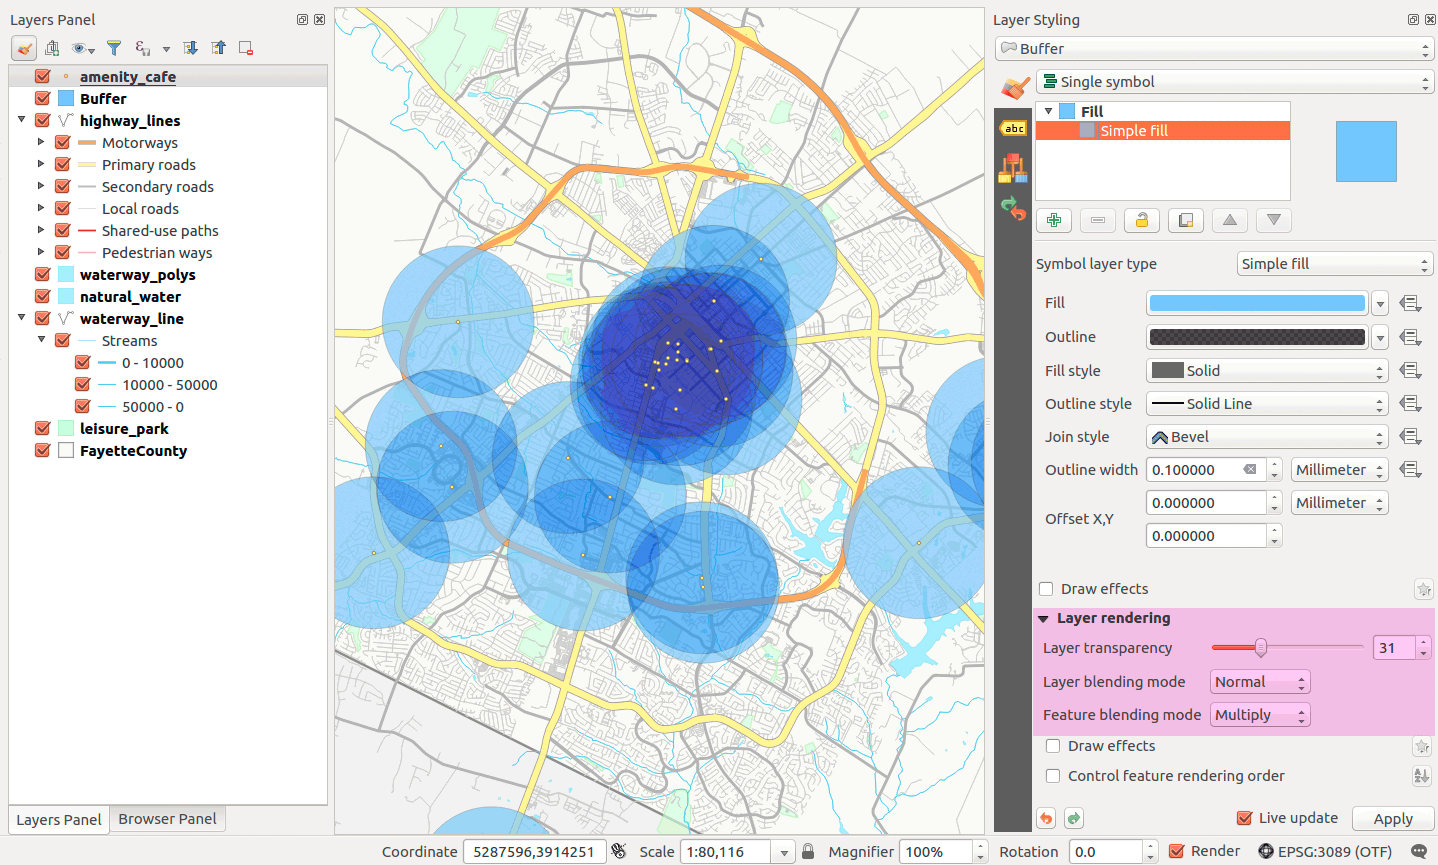 Layers Panel
amenity_cafe
Buffer
highway_lines
Motorways
Primary roads
Secondary roads
Local roads
Shared-use paths
Pedestrian ways
waterway_polys
natural_water
waterway_line
Streams
0 - 10000
10000 - 50000
50000 - 0
leisure_park
FayetteCounty
Layers Panel
Browser Panel
Layer Styling
Buffer
Single symbol
abc
Fill
Simple fill
Symbol layer type
Simple fill
Fill
Outline
Fill style
Solid
Outline style
Solid Line
Join style
Bevel
Outline width
0.100000
Millimeter
Offset X,Y
0.000000
Millimeter
0.000000
Draw effects
Layer rendering
Layer transparency
31
Layer blending mode
Normal
Feature blending mode
Multiply
Draw effects
Control feature rendering order
Live update
Apply
Coordinate 5287596,3914251 Scale 1:80,116 Magnifier 100% Rotation 0.0 Render EPSG:3089 (OTF)